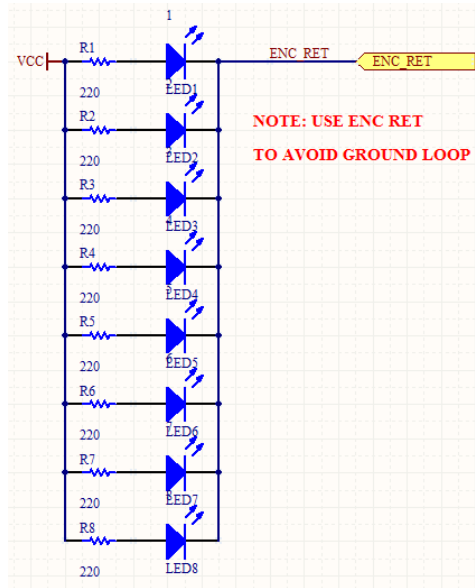 1
R1
VCC
ENC_RET
ENC_RET
220
LED1
R2
NOTE: USE ENC RET
220
LED2
TO AVOID GROUND LOOP
R3
220
LED3
R4
220
LED4
R5
220
LED5
R6
220
LED6
R7
220
LED7
R8
220
LED8